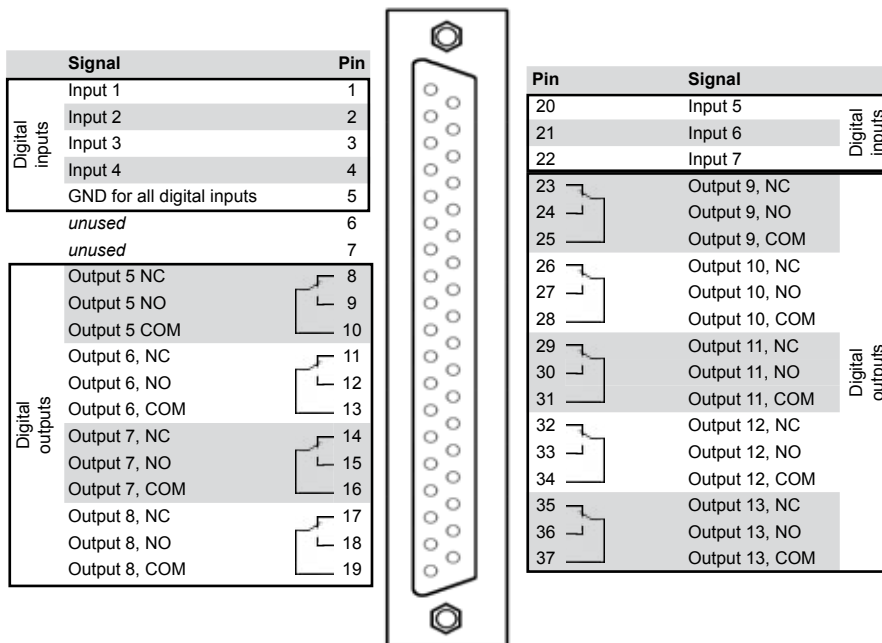 Signal Pin
Digital inputs
Input 1 1
Input 2 2
Input 3 3
Input 4 4
GND for all digital inputs 5
unused 6
unused 7
Digital outputs
Output 5 NC 8
Output 5 NO 9
Output 5 COM 10
Output 6, NC 11
Output 6, NO 12
Output 6, COM 13
Output 7, NC 14
Output 7, NO 15
Output 7, COM 16
Output 8, NC 17
Output 8, NO 18
Output 8, COM 19
Pin Signal
20 Input 5
21 Input 6
22 Input 7
Digital inputs
23 Output 9, NC
24 Output 9, NO
25 Output 9, COM
26 Output 10, NC
27 Output 10, NO
28 Output 10, COM
29 Output 11, NC
30 Output 11, NO
31 Output 11, COM
32 Output 12, NC
33 Output 12, NO
34 Output 12, COM
35 Output 13, NC
36 Output 13, NO
37 Output 13, COM
Digital outputs